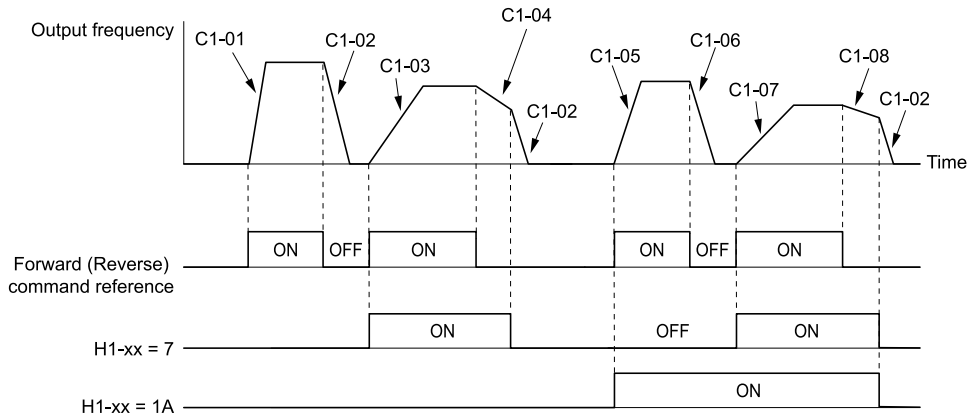 Output frequency
C1-01
C1-02
C1-03
C1-04
C1-02
C1-05
C1-06
C1-07
C1-08
C1-02
Time
Forward (Reverse)
command reference
ON
OFF
ON
ON
OFF
ON
H1-xx = 7
ON
OFF
ON
H1-xx = 1A
ON